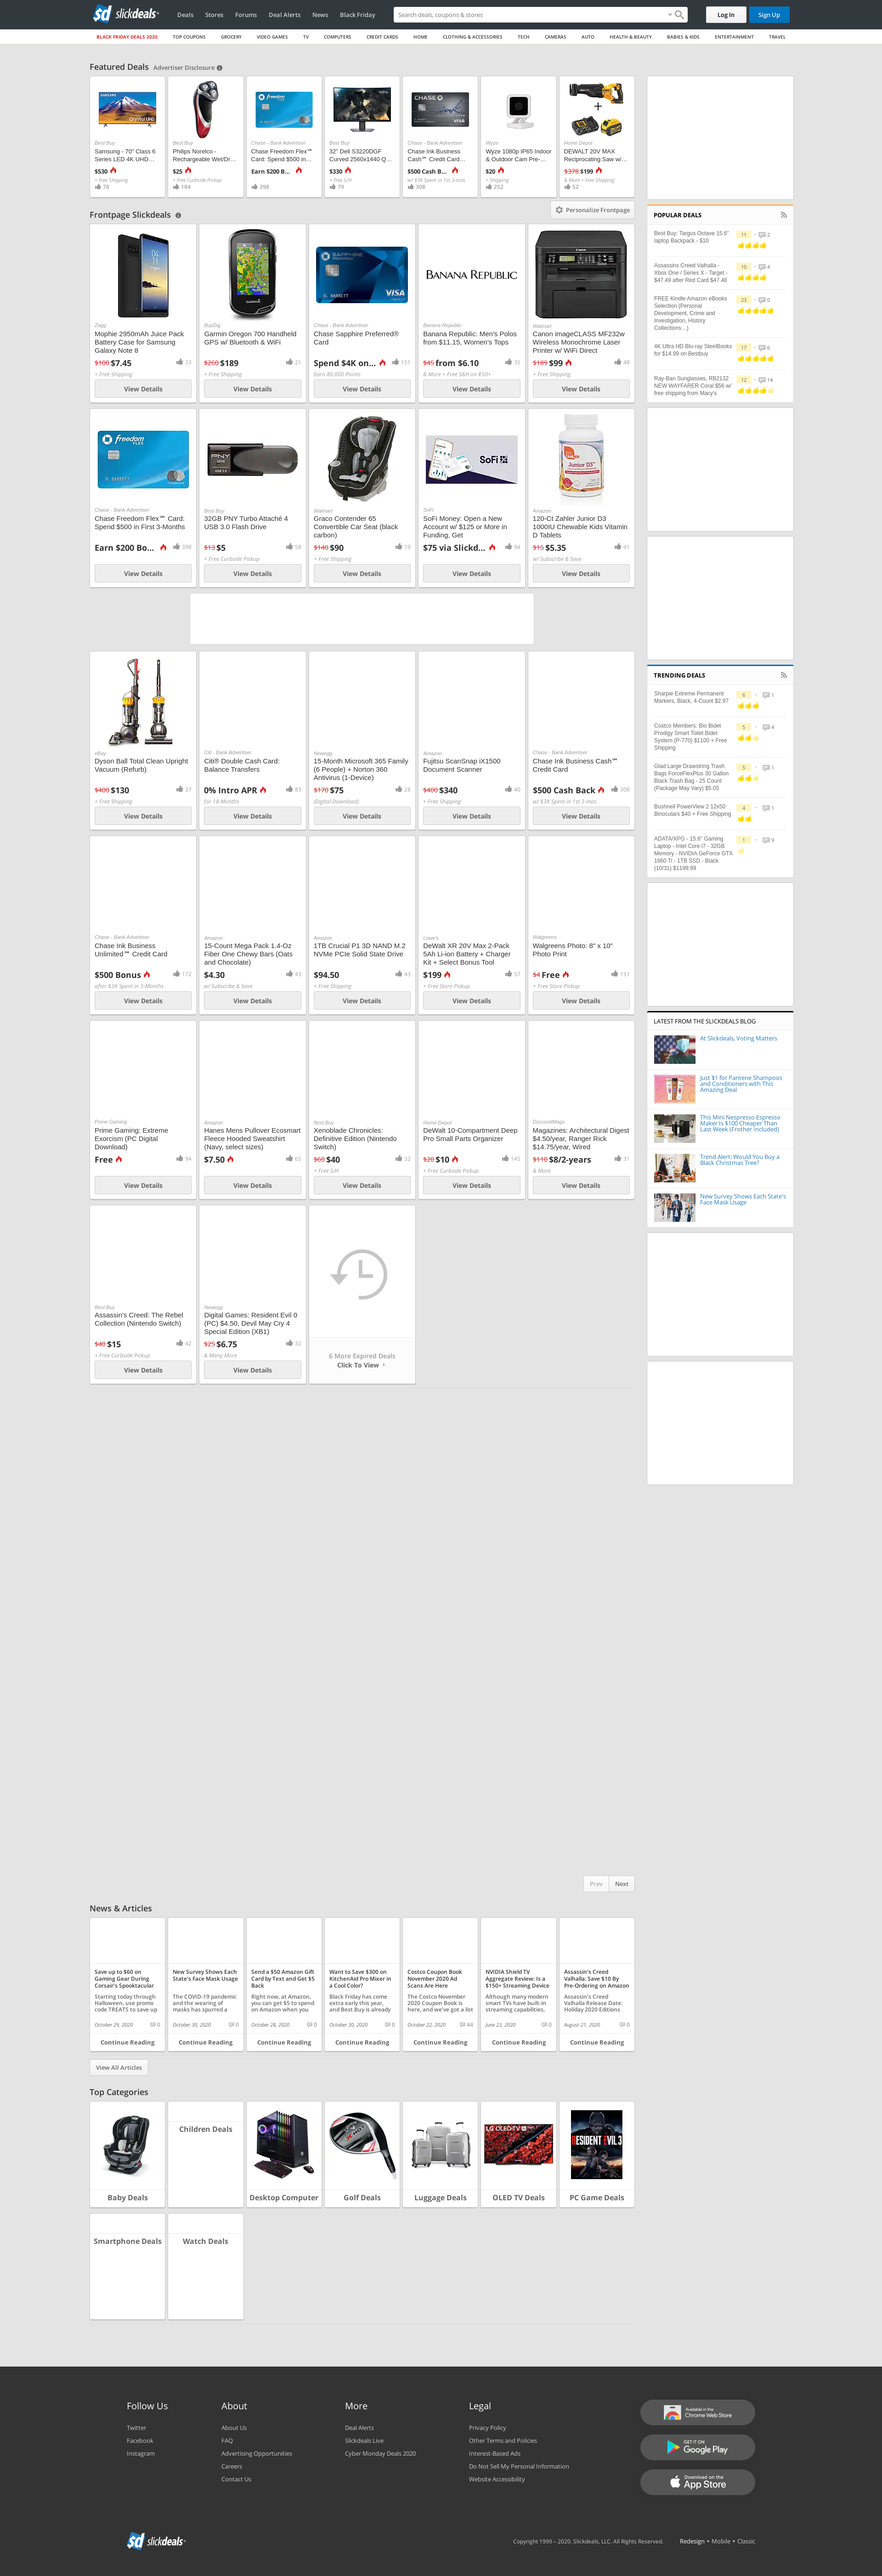 slickdeals
Deals Stores Forums Deal Alerts News Black Friday
Search deals, coupons & stores
Log In Sign Up
BLACK FRIDAY DEALS 2020 TOP COUPONS GROCERY VIDEO GAMES TV COMPUTERS CREDIT CARDS HOME CLOTHING & ACCESSORIES TECH CAMERAS AUTO HEALTH & BEAUTY BABIES & KIDS ENTERTAINMENT TRAVEL
Featured Deals Advertiser Disclosure
Best Buy
Samsung - 70" Class 6 Series LED 4K UHD...
$530
+ Free Shipping
78
Best Buy
Philips Norelco - Rechargeable Wet/Dr...
$25
+ Free Curbside Pickup
184
Chase - Bank Advertiser
Chase Freedom Flex℠ Card: Spend $500 in...
Earn $200 B...
398
Best Buy
32" Dell S3220DGF Curved 2560x1440 Q...
$330
+ Free S/H
79
Chase - Bank Advertiser
Chase Ink Business Cash℠ Credit Card...
$500 Cash B...
w/ $3K Spent in 1st 3-mos
308
Wyze
Wyze 1080p IP65 Indoor & Outdoor Cam Pre-...
$20
+ Shipping
252
Home Depot
DEWALT 20V MAX Reciprocating Saw w/...
$378 $199
& More + Free Shipping
52
Frontpage Slickdeals
Personalize Frontpage
Zagg
Mophie 2950mAh Juice Pack Battery Case for Samsung Galaxy Note 8
$100 $7.45
33
+ Free Shipping
View Details
BuyDig
Garmin Oregon 700 Handheld GPS w/ Bluetooth & WiFi
$260 $189
21
+ Free Shipping
View Details
Chase - Bank Advertiser
Chase Sapphire Preferred® Card
Spend $4K on...
151
Earn 80,000 Points
View Details
BANANA REPUBLIC
Banana Republic
Banana Republic: Men's Polos from $11.15, Women's Tops
$45 from $6.10
35
& More + Free S&H on $50+
View Details
Walmart
Canon imageCLASS MF232w Wireless Monochrome Laser Printer w/ WiFi Direct
$189 $99
48
+ Free Shipping
View Details
Chase - Bank Advertiser
Chase Freedom Flex℠ Card: Spend $500 in First 3-Months
Earn $200 Bo...
398
View Details
Best Buy
32GB PNY Turbo Attaché 4 USB 3.0 Flash Drive
$13 $5
58
+ Free Curbside Pickup
View Details
Walmart
Graco Contender 65 Convertible Car Seat (black carbon)
$140 $90
19
+ Free Shipping
View Details
SoFi
SoFi
SoFi Money: Open a New Account w/ $125 or More in Funding, Get
$75 via Slickd...
94
View Details
Junior D3
Amazon
120-Ct Zahler Junior D3 1000IU Chewable Kids Vitamin D Tablets
$15 $5.35
41
w/ Subscribe & Save
View Details
eBay
Dyson Ball Total Clean Upright Vacuum (Refurb)
$400 $130
37
+ Free Shipping
View Details
Citi - Bank Advertiser
Citi® Double Cash Card: Balance Transfers
0% Intro APR
83
for 18 Months
View Details
Newegg
15-Month Microsoft 365 Family (6 People) + Norton 360 Antivirus (1-Device)
$170 $75
28
(Digital Download)
View Details
Amazon
Fujitsu ScanSnap iX1500 Document Scanner
$400 $340
40
+ Free Shipping
View Details
Chase - Bank Advertiser
Chase Ink Business Cash℠ Credit Card
$500 Cash Back
308
w/ $3K Spent in 1st 3-mos
View Details
Chase - Bank Advertiser
Chase Ink Business Unlimited℠ Credit Card
$500 Bonus
172
after $3K Spent in 3-Months
View Details
Amazon
15-Count Mega Pack 1.4-Oz Fiber One Chewy Bars (Oats and Chocolate)
$4.30
43
w/ Subscribe & Save
View Details
Amazon
1TB Crucial P1 3D NAND M.2 NVMe PCIe Solid State Drive
$94.50
43
+ Free Shipping
View Details
Lowe's
DeWalt XR 20V Max 2-Pack 5Ah Li-ion Battery + Charger Kit + Select Bonus Tool
$199
57
+ Free Store Pickup
View Details
Walgreens
Walgreens Photo: 8" x 10" Photo Print
$4 Free
151
+ Free Store Pickup
View Details
Prime Gaming
Prime Gaming: Extreme Exorcism (PC Digital Download)
Free
94
View Details
Amazon
Hanes Mens Pullover Ecosmart Fleece Hooded Sweatshirt (Navy, select sizes)
$7.50
65
View Details
Best Buy
Xenoblade Chronicles: Definitive Edition (Nintendo Switch)
$60 $40
32
+ Free S/H
View Details
Home Depot
DeWalt 10-Compartment Deep Pro Small Parts Organizer
$20 $10
145
+ Free Curbside Pickup
View Details
DiscountMags
Magazines: Architectural Digest $4.50/year, Ranger Rick $14.75/year, Wired
$110 $8/2-years
31
& More
View Details
Best Buy
Assassin's Creed: The Rebel Collection (Nintendo Switch)
$40 $15
42
+ Free Curbside Pickup
View Details
Newegg
Digital Games: Resident Evil 0 (PC) $4.50, Devil May Cry 4 Special Edition (XB1)
$25 $6.75
32
& Many More
View Details
6 More Expired Deals
Click To View
Prev Next
POPULAR DEALS
Best Buy: Targus Octave 15.6" laptop Backpack - $10
11 2
Assassins Creed Valhalla - Xbox One / Series X - Target - $47.49 after Red Card $47.48
10 4
FREE Kindle Amazon eBooks Selection (Personal Development, Crime and Investigation, History Collections ...)
23 0
4K Ultra HD Blu-ray SteelBooks for $14.99 on Bestbuy
17 6
Ray-Ban Sunglasses, RB2132 NEW WAYFARER Coral $56 w/ free shipping from Macy's
12 14
TRENDING DEALS
Sharpie Extreme Permanent Markers, Black, 4-Count $2.97
6 1
Costco Members: Bio Bidet Prodigy Smart Toilet Bidet System (P-770) $1100 + Free Shipping
5 4
Glad Large Drawstring Trash Bags ForceFlexPlus 30 Gallon Black Trash Bag - 25 Count (Package May Vary) $5.05
5 1
Bushnell PowerView 2 12x50 Binoculars $40 + Free Shipping
4 1
ADATA/XPG - 15.6" Gaming Laptop - Intel Core i7 - 32GB Memory - NVIDIA GeForce GTX 1660 Ti - 1TB SSD - Black (10/31) $1199.99
1 9
LATEST FROM THE SLICKDEALS BLOG
At Slickdeals, Voting Matters
Just $1 for Pantene Shampoos and Conditioners with This Amazing Deal
This Mini Nespresso Espresso Maker Is $100 Cheaper Than Last Week (Frother Included)
Trend Alert: Would You Buy a Black Christmas Tree?
New Survey Shows Each State's Face Mask Usage
News & Articles
Save up to $60 on Gaming Gear During Corsair's Spooktacular
Starting today through Halloween, use promo code TREATS to save up
October 29, 2020 0
Continue Reading
New Survey Shows Each State's Face Mask Usage
The COVID-19 pandemic and the wearing of masks has spurred a
October 30, 2020 0
Continue Reading
Send a $50 Amazon Gift Card by Text and Get $5 Back
Right now, at Amazon, you can get $5 to spend on Amazon when you
October 28, 2020 0
Continue Reading
Want to Save $300 on KitchenAid Pro Mixer in a Cool Color?
Black Friday has come extra early this year, and Best Buy is already
October 30, 2020 0
Continue Reading
Costco Coupon Book November 2020 Ad Scans Are Here
The Costco November 2020 Coupon Book is here, and we've got a list
October 22, 2020 44
Continue Reading
NVIDIA Shield TV Aggregate Review: Is a $150+ Streaming Device
Although many modern smart TVs have built-in streaming capabilities,
June 23, 2020 0
Continue Reading
Assassin's Creed Valhalla: Save $10 By Pre-Ordering on Amazon
Assassin's Creed Valhalla Release Date: Holiday 2020 Editions
August 21, 2020 0
Continue Reading
View All Articles
Top Categories
Baby Deals
Children Deals
Desktop Computer
Golf Deals
Luggage Deals
LG OLED TV
OLED TV Deals
RESIDENT EVIL 3
PC Game Deals
Smartphone Deals
Watch Deals
Follow Us
Twitter
Facebook
Instagram
About
About Us
FAQ
Advertising Opportunities
Careers
Contact Us
More
Deal Alerts
Slickdeals Live
Cyber Monday Deals 2020
Legal
Privacy Policy
Other Terms and Policies
Interest-Based Ads
Do Not Sell My Personal Information
Website Accessibility
Available in the Chrome Web Store
GET IT ON Google Play
Download on the App Store
slickdeals
Copyright 1999 - 2020. Slickdeals, LLC. All Rights Reserved.
Redesign • Mobile • Classic